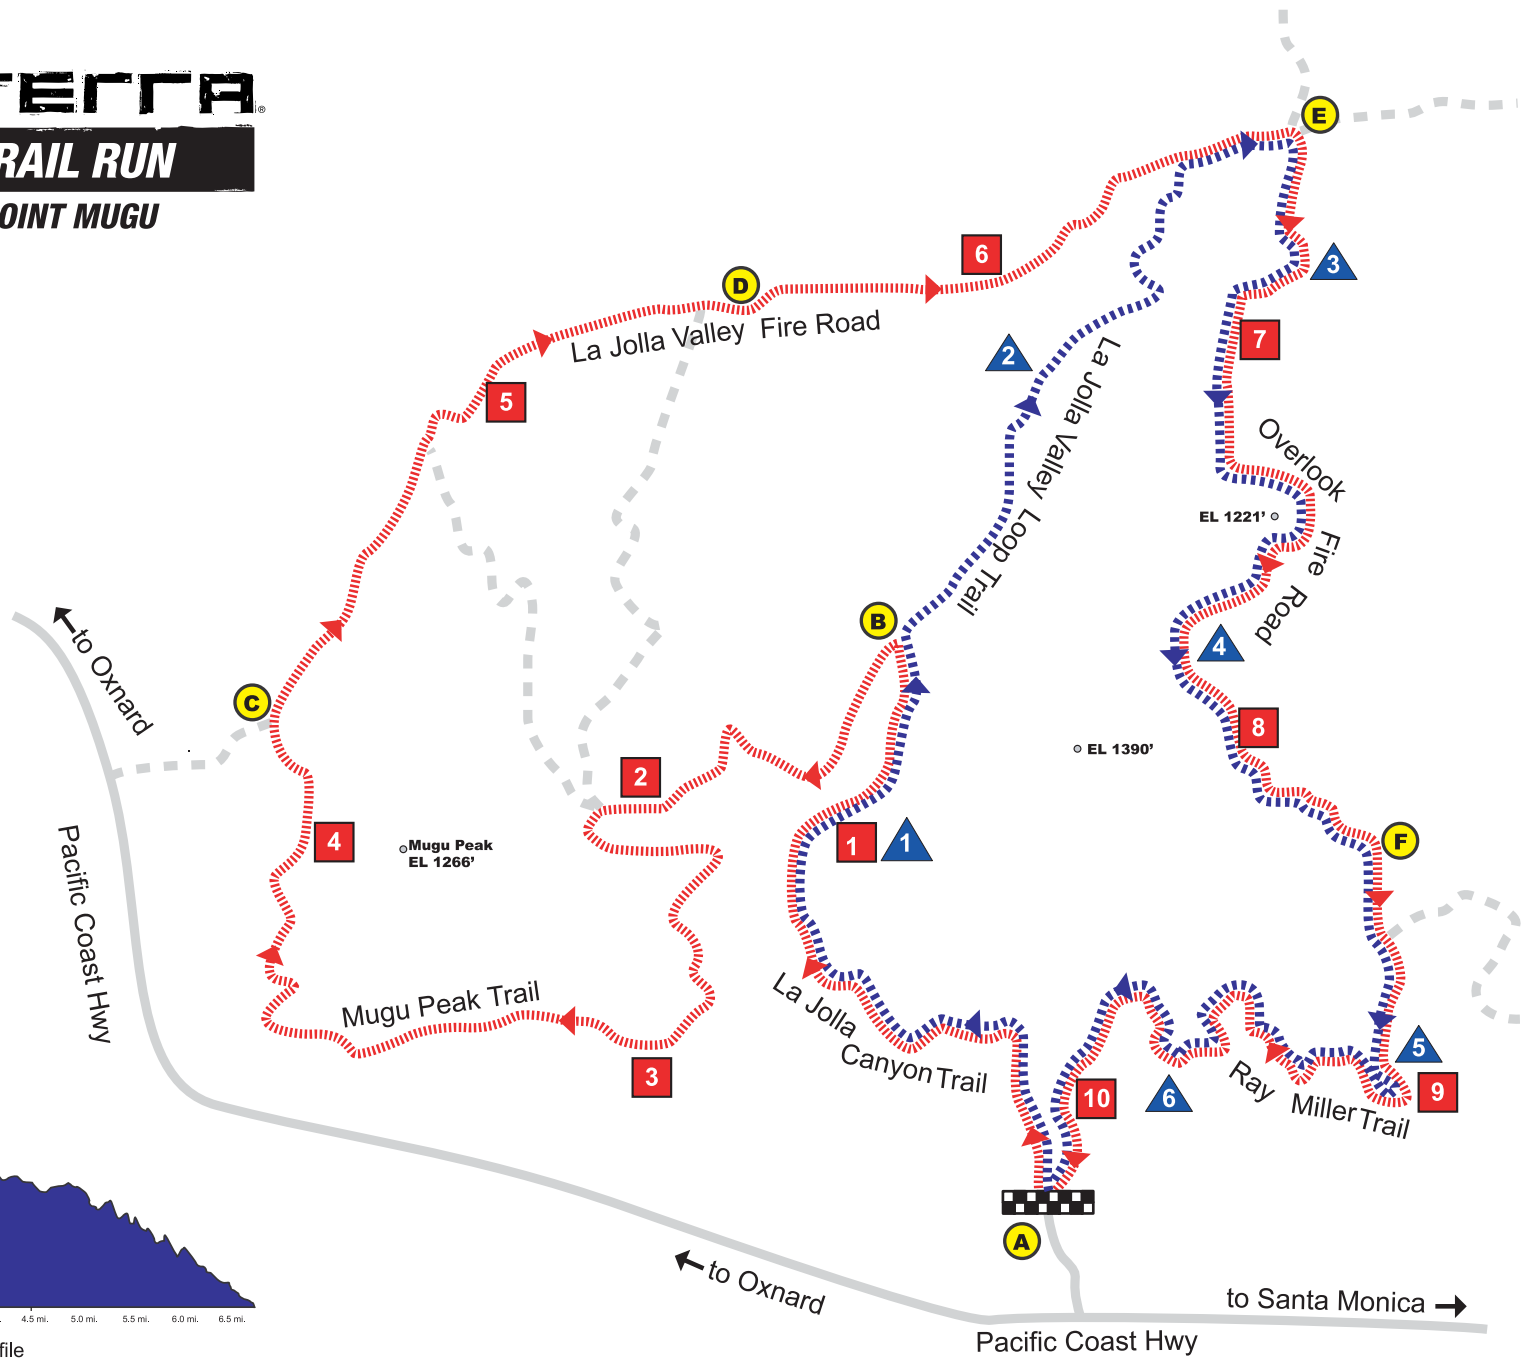 TERRA®
RAIL RUN
OINT MUGU
E
6
3
D
La Jolla Valley Fire Road
7
2
La Jolla Valley Loop Trail
5
Overlook
Fire Road
EL 1221’
B
4
to Oxnard
C
8
EL 1390’
2
Mugu Peak
EL 1266’
4
1
1
F
Pacific Coast Hwy
Mugu Peak Trail
La Jolla
Canyon Trail
3
10
6
Ray
Miller Trail
5
9
A
to Oxnard
to Santa Monica
Pacific Coast Hwy
4.5 mi.
5.0 mi.
5.5 mi.
6.0 mi.
6.5 mi.
file